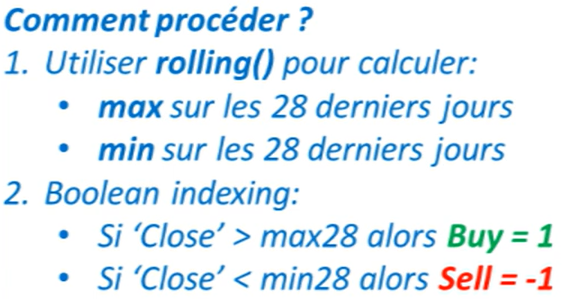 Comment procéder ?
1. Utiliser rolling() pour calculer:
• max sur les 28 derniers jours
• min sur les 28 derniers jours
2. Boolean indexing:
• Si ‘Close’ > max28 alors Buy = 1
• Si ‘Close’ < min28 alors Sell = -1